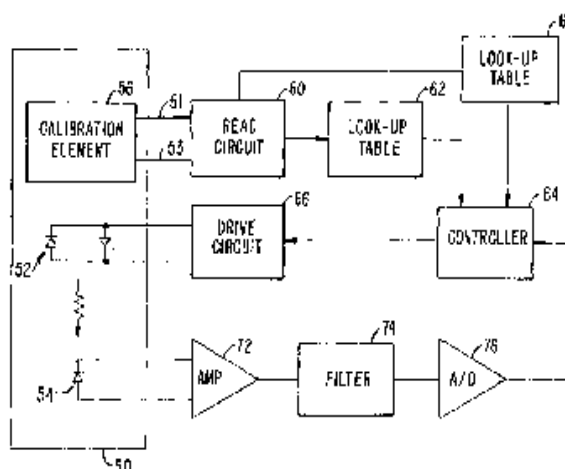 56
CALIBRATION
ELEMENT
51
53
60
READ
CIRCUIT
62
LOOK-UP
TABLE
LOOK-UP
TABLE
66
DRIVE
CIRCUIT
64
CONTROLLER
52
54
72
AMP
74
FILTER
76
A/D
50